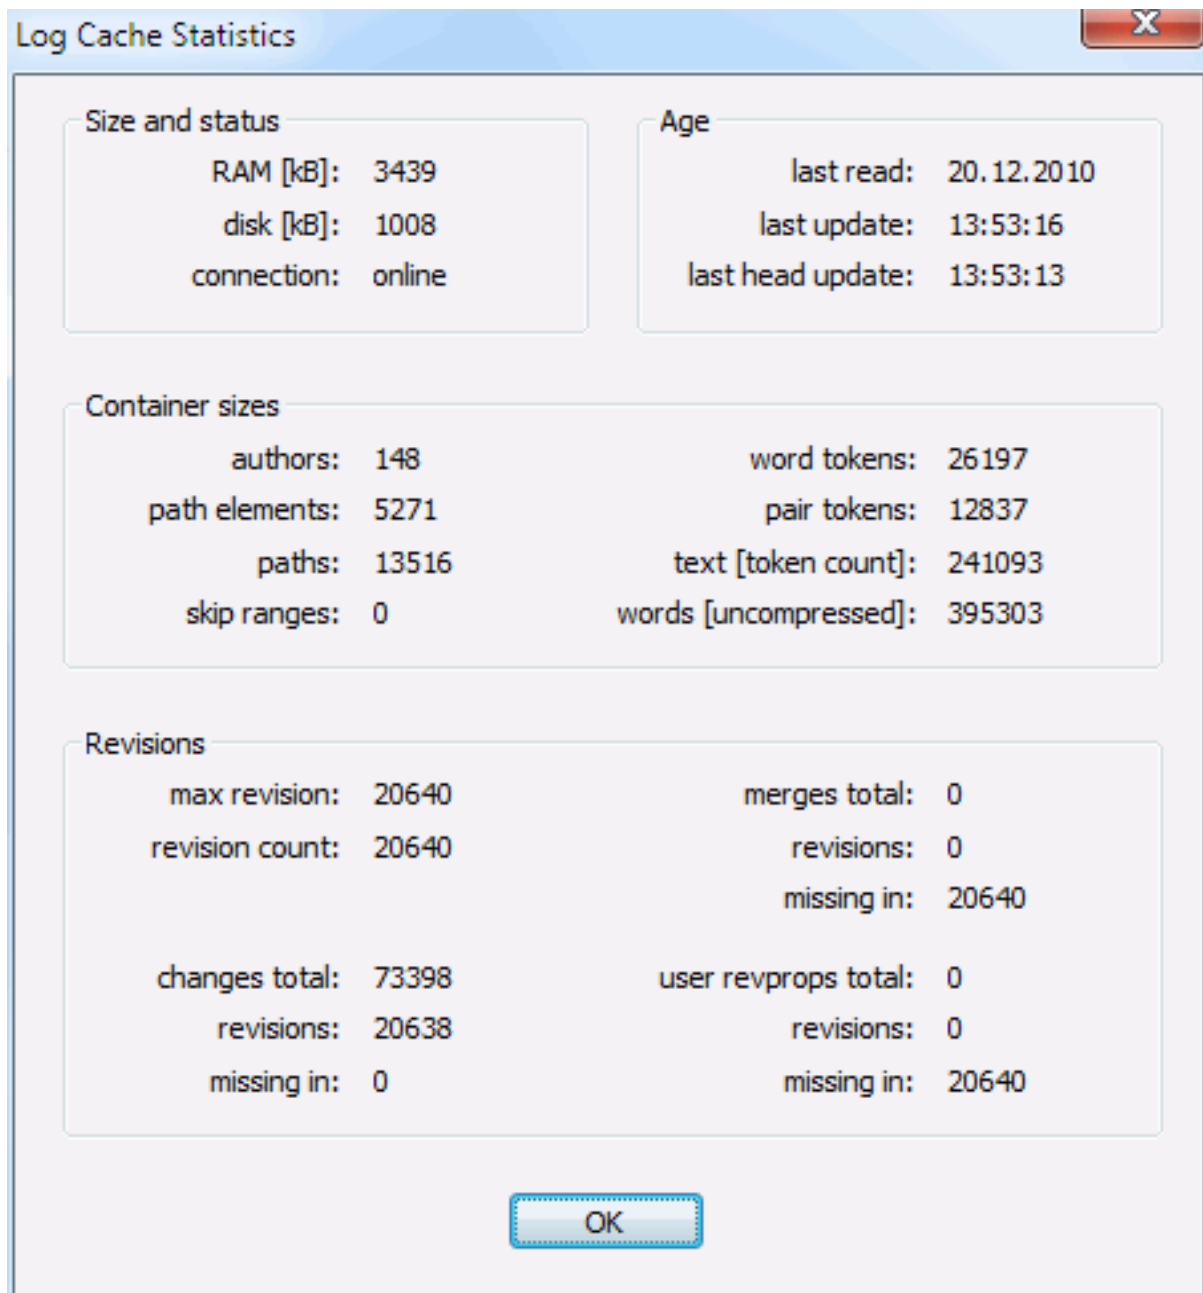 Log Cache Statistics
X
Size and status
RAM [kB]: 3439
disk [kB]: 1008
connection: online
Age
last read: 20.12.2010
last update: 13:53:16
last head update: 13:53:13
Container sizes
authors: 148
path elements: 5271
paths: 13516
skip ranges: 0
word tokens: 26197
pair tokens: 12837
text [token count]: 241093
words [uncompressed]: 395303
Revisions
max revision: 20640
revision count: 20640
merges total: 0
revisions: 0
missing in: 20640
changes total: 73398
revisions: 20638
missing in: 0
user revprops total: 0
revisions: 0
missing in: 20640
OK